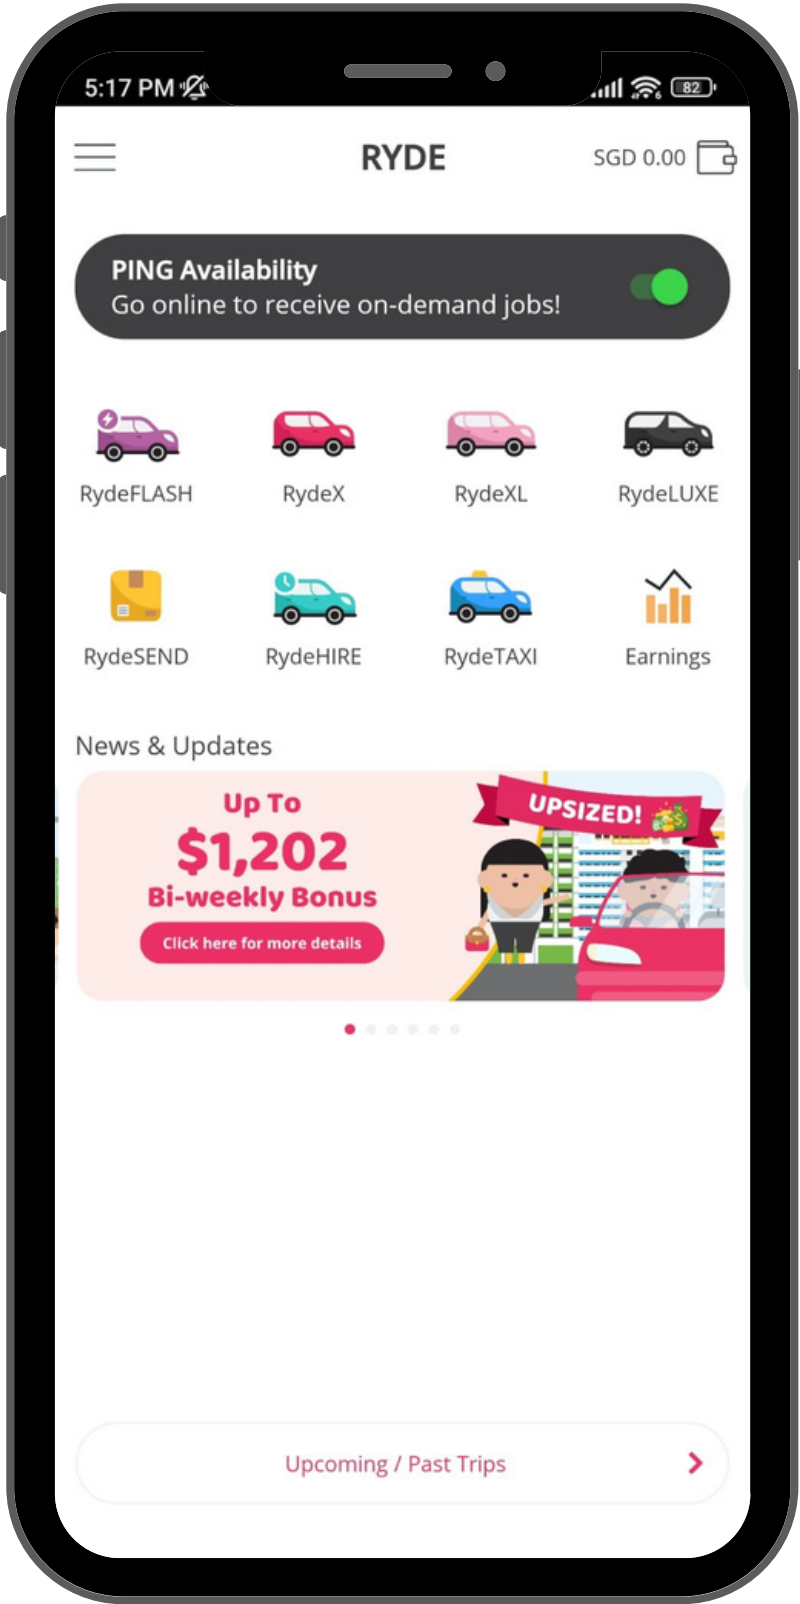 5:17 PM
82
RYDE
SGD 0.00
PING Availability
Go online to receive on-demand jobs!
RydeFLASH
RydeX
RydeXL
RydeLUXE
RydeSEND
RydeHIRE
RydeTAXI
Earnings
News & Updates
Up To
$1,202
Bi-weekly Bonus
Click here for more details
UPSIZED!
Upcoming / Past Trips